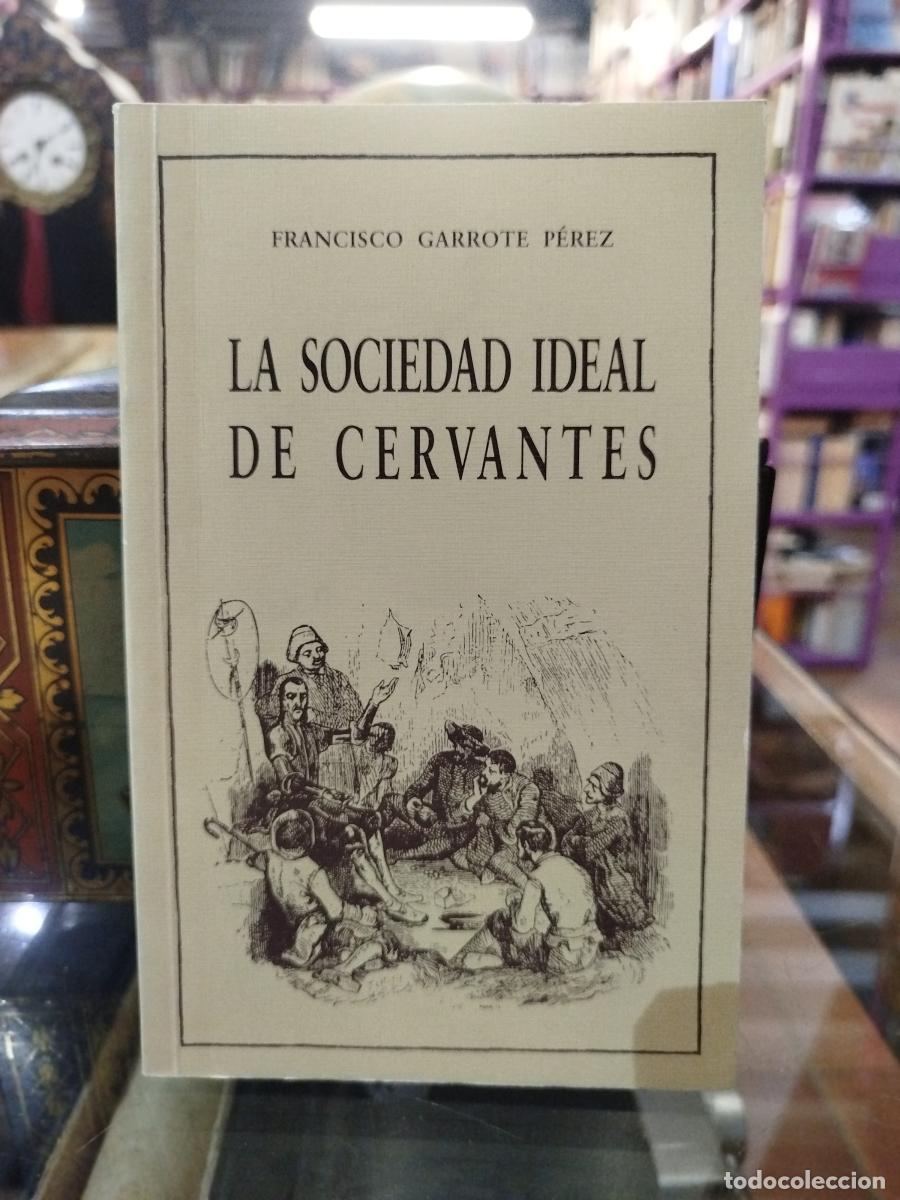 FRANCISCO GARROTE PÉREZ
LA SOCIEDAD IDEAL
DE CERVANTES
todocoleccion